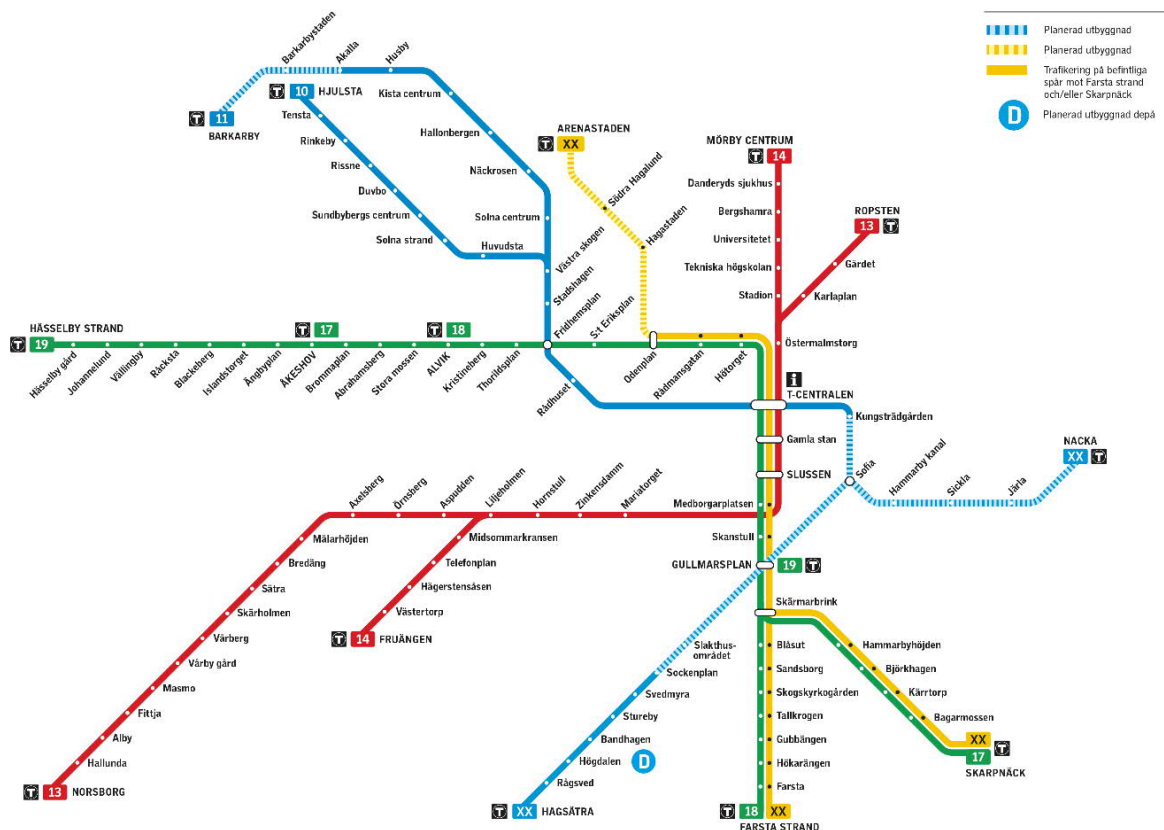 Planerad utbyggnad
Planerad utbyggnad
Trafikering på befintliga
spår mot Farsta strand
och/eller Skarpnäck
D
Planerad utbyggnad depå
Barkarbystaden
Akalla
Husby
T 10 HJULSTA
T 11
BARKARBY
Kista centrum
Hallonbergen
Näckrosen
Solna centrum
Västra skogen
Stadshagen
Fridhemsplan
Tensta
Rinkeby
Rissne
Duvbo
Sundbybergs centrum
Solna strand
Huvudsta
ARENASTADEN
T XX
Södra Hagalund
Hagastaden
MÖRBY CENTRUM
T 14
Danderyds sjukhus
Bergshamra
Universitetet
Tekniska högskolan
Stadion
ROPSTEN
13 T
Gärdet
Karlaplan
Östermalmstorg
HÄSSELBY STRAND
T 19
Hässelby gård
Johannelund
Vällingby
Råcksta
Blackeberg
Islandstorget
Ängbyplan
T 17
ÅKESHOV
Brommaplan
Abrahamsberg
Stora mossen
T 18
ALVIK
Kristineberg
Thorildsplan
S:t Eriksplan
Odenplan
Rådmansgatan
Hötorget
Rådhuset
i
T-CENTRALEN
Kungsträdgården
Gamla stan
SLUSSEN
Sofia
Hammarby kanal
Sickla
Järla
NACKA
XX T
Axelsberg
Örnsberg
Aspudden
Liljeholmen
Hornstull
Zinkensdamm
Mariatorget
Medborgarplatsen
Skanstull
GULLMARSPLAN
19 T
Mälarhöjden
Bredäng
Sätra
Skärholmen
Vårberg
Vårby gård
Masmo
Fittja
Alby
Hallunda
T 13 NORSBORG
Midsommarkransen
Telefonplan
Hägerstensåsen
Västertorp
T 14 FRUÄNGEN
Skärmarbrink
Slakthus-
området
Sockenplan
Svedmyra
Stureby
Bandhagen
Högdalen
D
Rågsved
T XX HAGSÄTRA
Blåsut
Sandsborg
Skogskyrkogården
Tallkrogen
Gubbängen
Hökarängen
Farsta
T 18 XX
FARSTA STRAND
Hammarbyhöjden
Björkhagen
Kärrtorp
Bagarmossen
XX
17 T
SKARPNÄCK